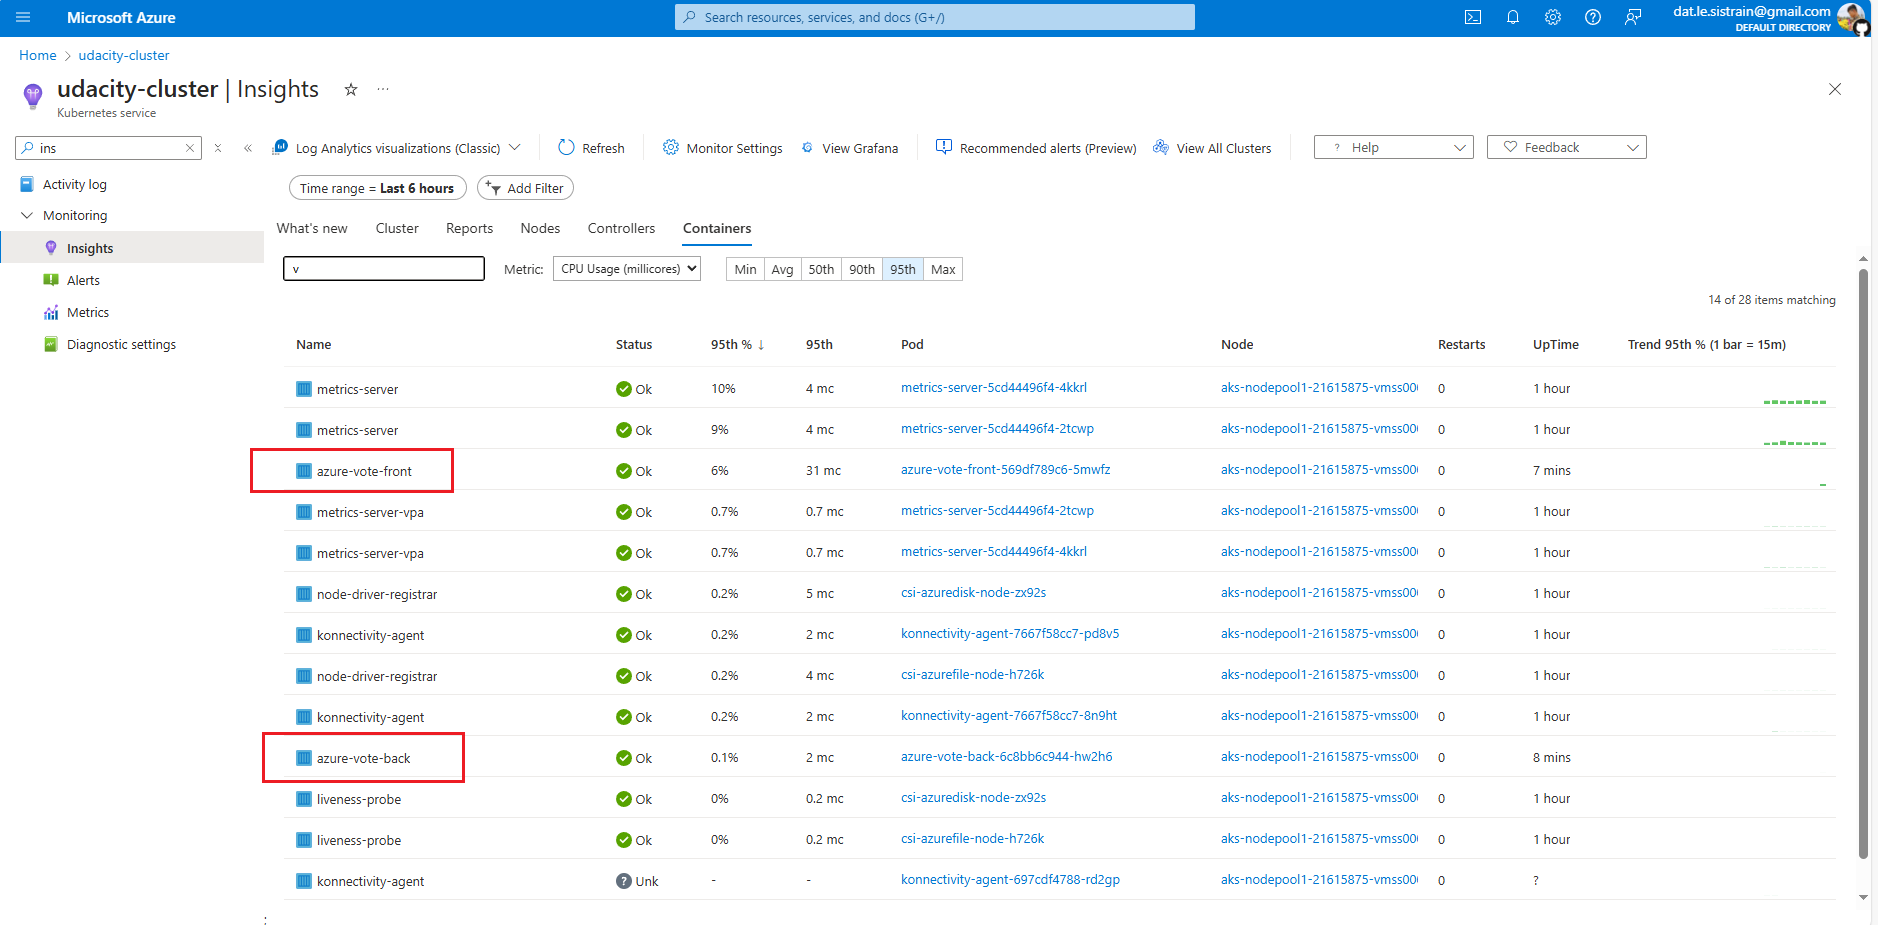 Microsoft Azure
Search resources, services, and docs (G+/)
dat.le.sistrain@gmail.com
DEFAULT DIRECTORY
Home > udacity-cluster
udacity-cluster | Insights
Kubernetes service
ins
Log Analytics visualizations (Classic) Refresh Monitor Settings View Grafana Recommended alerts (Preview) View All Clusters ? Help Feedback
Activity log
Monitoring
Insights
Alerts
Metrics
Diagnostic settings
Time range = Last 6 hours Add Filter
What's new Cluster Reports Nodes Controllers Containers
v Metric: CPU Usage (millicores) Min Avg 50th 90th 95th Max
14 of 28 items matching
Name Status 95th % ↓ 95th Pod Node Restarts UpTime Trend 95th % (1 bar = 15m)
metrics-server Ok 10% 4 mc metrics-server-5cd44496f4-4kkrl aks-nodepool1-21615875-vmss00 0 1 hour
metrics-server Ok 9% 4 mc metrics-server-5cd44496f4-2tcwp aks-nodepool1-21615875-vmss00 0 1 hour
azure-vote-front Ok 6% 31 mc azure-vote-front-569df789c6-5mwfz aks-nodepool1-21615875-vmss00 0 7 mins
metrics-server-vpa Ok 0.7% 0.7 mc metrics-server-5cd44496f4-2tcwp aks-nodepool1-21615875-vmss00 0 1 hour
metrics-server-vpa Ok 0.7% 0.7 mc metrics-server-5cd44496f4-4kkrl aks-nodepool1-21615875-vmss00 0 1 hour
node-driver-registrar Ok 0.2% 5 mc csi-azuredisk-node-zx92s aks-nodepool1-21615875-vmss00 0 1 hour
konnectivity-agent Ok 0.2% 2 mc konnectivity-agent-7667f58cc7-pd8v5 aks-nodepool1-21615875-vmss00 0 1 hour
node-driver-registrar Ok 0.2% 4 mc csi-azurefile-node-h726k aks-nodepool1-21615875-vmss00 0 1 hour
konnectivity-agent Ok 0.2% 2 mc konnectivity-agent-7667f58cc7-8n9ht aks-nodepool1-21615875-vmss00 0 1 hour
azure-vote-back Ok 0.1% 2 mc azure-vote-back-6c8bb6c944-hw2h6 aks-nodepool1-21615875-vmss00 0 8 mins
liveness-probe Ok 0% 0.2 mc csi-azuredisk-node-zx92s aks-nodepool1-21615875-vmss00 0 1 hour
liveness-probe Ok 0% 0.2 mc csi-azurefile-node-h726k aks-nodepool1-21615875-vmss00 0 1 hour
konnectivity-agent Unk - - konnectivity-agent-697cdf4788-rd2gp aks-nodepool1-21615875-vmss00 0 ?